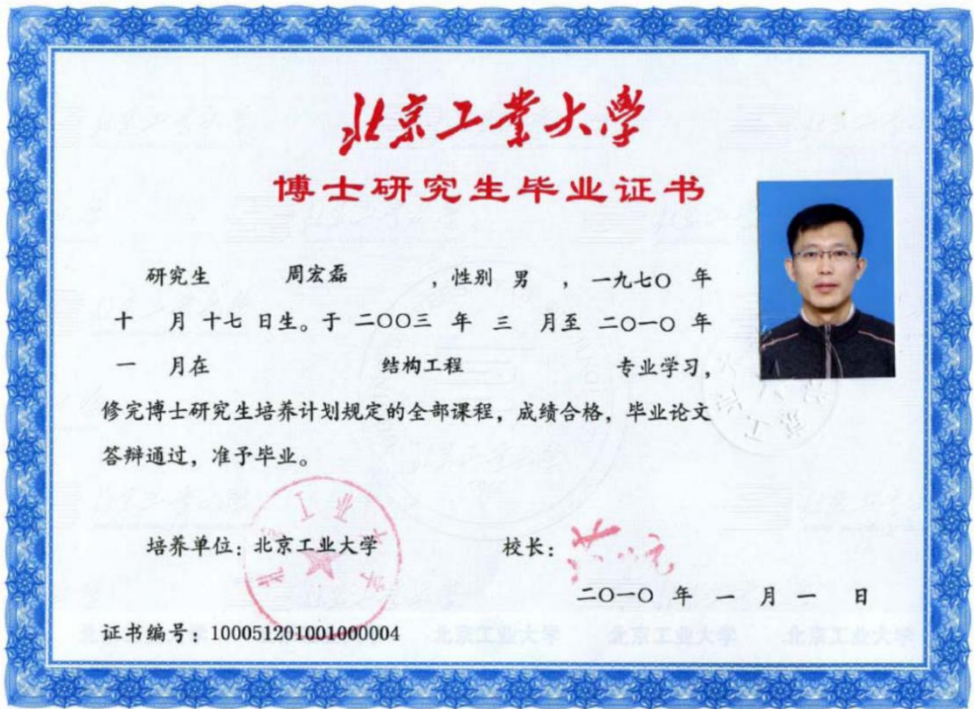 北京工業大學
博士研究生毕业证书
研究生 周宏磊 ,性别 男 ,一九七〇 年
十 月 十七 日生。于 二〇〇三 年 三 月至 二〇一〇 年
一 月在 结构工程 专业学习,
修完博士研究生培养计划规定的全部课程,成绩合格,毕业论文
答辩通过,准予毕业。
培养单位:北京工业大学
校长:
二〇一〇 年 一 月 一 日
证书编号:100051201001000004
北京工业大学